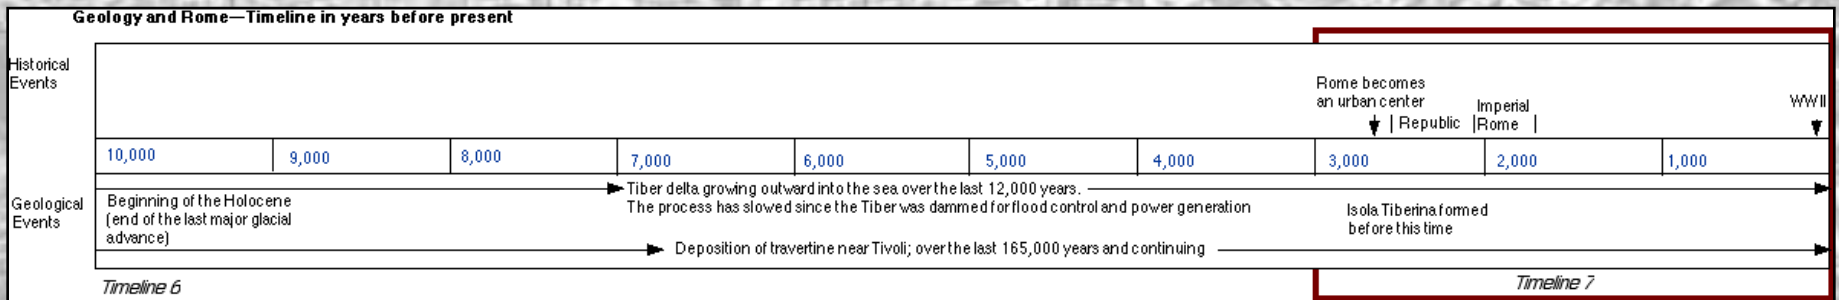 Geology and Rome—Timeline in years before present
Historical
Events
Rome becomes
an urban center
Republic
Imperial
Rome
WWII
10,000
9,000
8,000
7,000
6,000
5,000
4,000
3,000
2,000
1,000
Geological
Events
Beginning of the Holocene
(end of the last major glacial
advance)
Tiber delta growing outward into the sea over the last 12,000 years.
The process has slowed since the Tiber was dammed for flood control and power generation
Isola Tiberina formed
before this time
Deposition of travertine near Tivoli; over the last 165,000 years and continuing
Timeline 6
Timeline 7